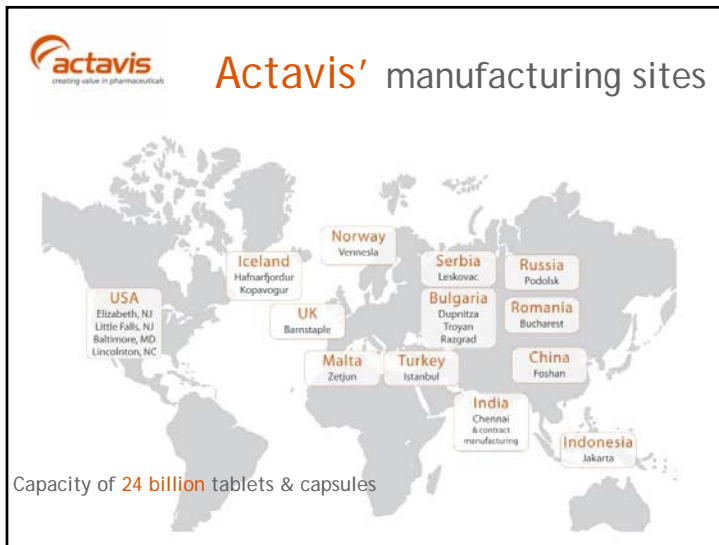 actavis
creating value in pharmaceuticals
Actavis' manufacturing sites
Norway
Vennesla
Iceland
Hafnarfjordur
Kopavogur
Serbia
Leskovac
Russia
Podolsk
USA
Elizabeth, NJ
Little Falls, NJ
Baltimore, MD
Lincolnton, NC
UK
Barnstaple
Bulgaria
Dupnitza
Troyan
Razgrad
Romania
Bucharest
Malta
Zetjun
Turkey
Istanbul
China
Foshan
India
Chennai
& contract
manufacturing
Indonesia
Jakarta
Capacity of 24 billion tablets & capsules